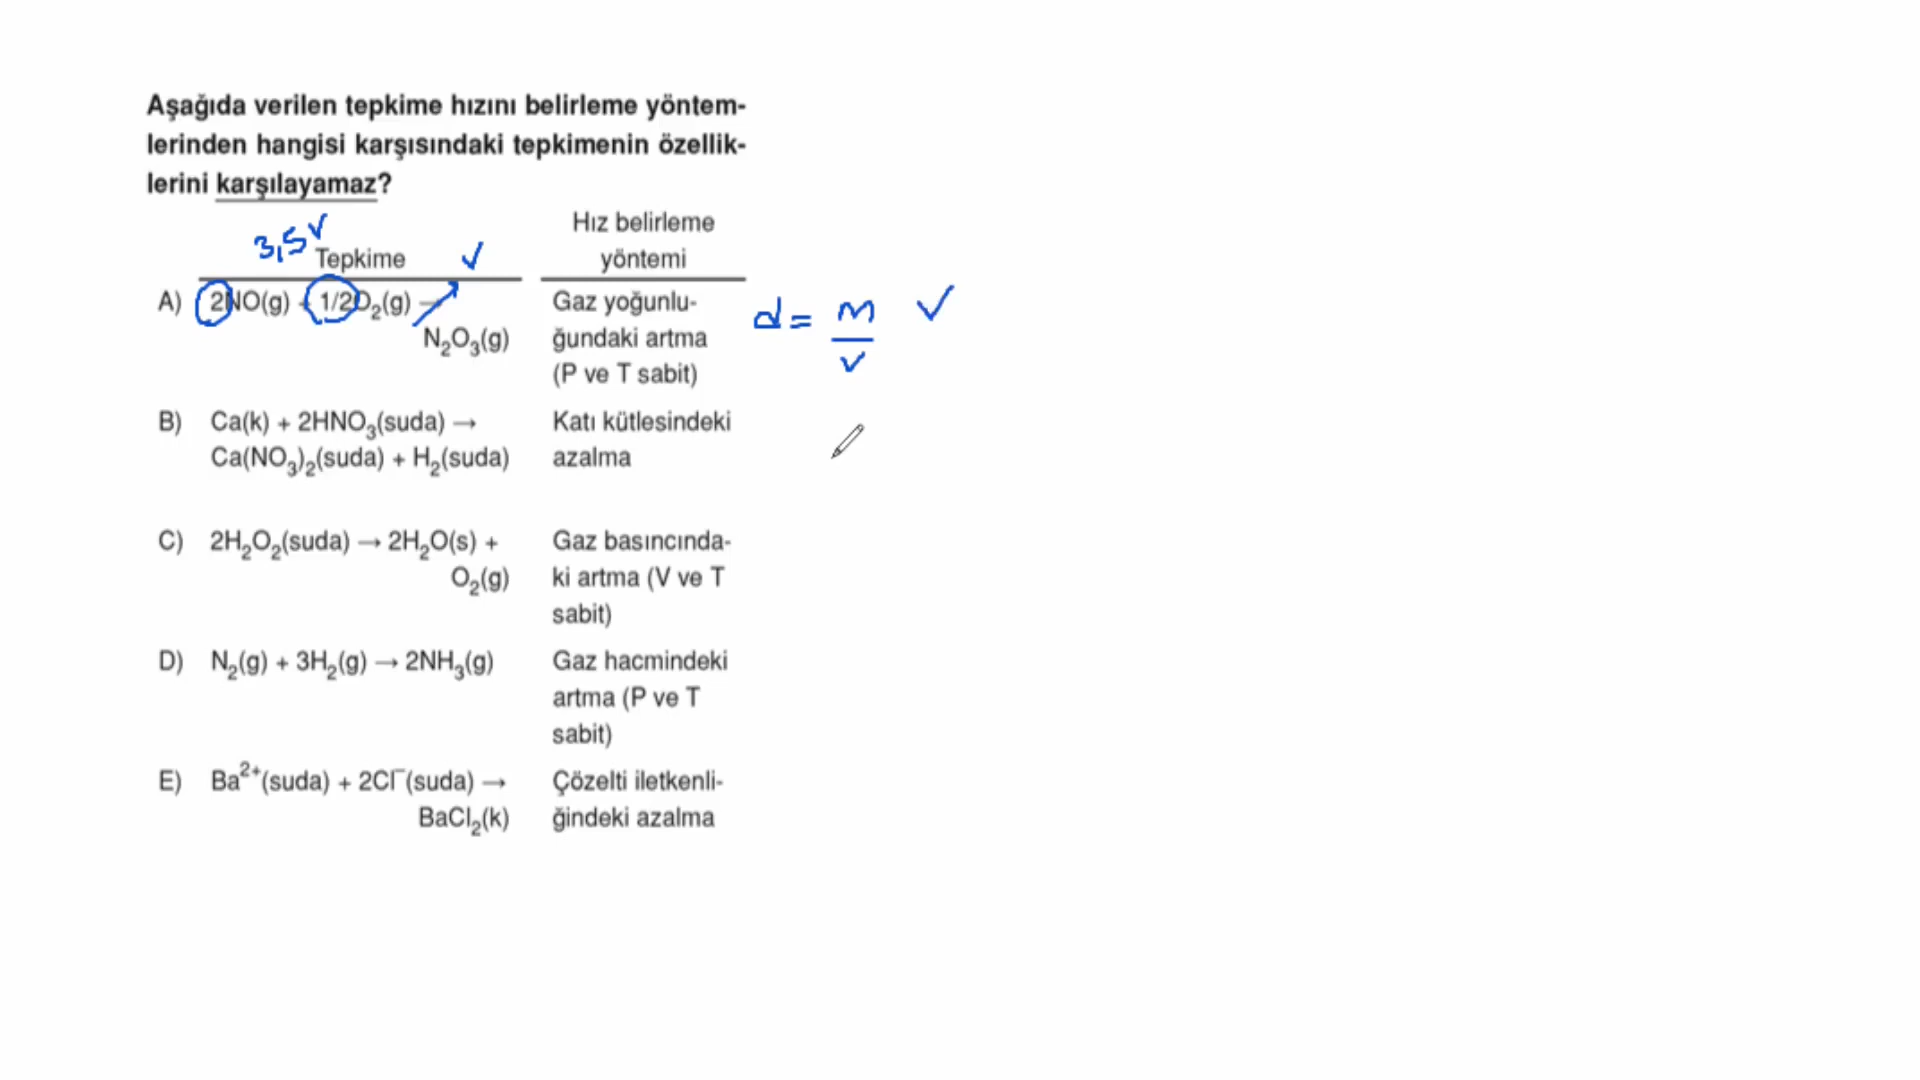 Aşağıda verilen tepkime hızını belirleme yöntem-
lerinden hangisi karşısındaki tepkimenin özellik-
lerini karşılayamaz?
3,5V
Tepkime
V
Hız belirleme
yöntemi
A) 2NO(g) + 1/2O₂(g) →
N₂O₃(g)
Gaz yoğunlu-
ğundaki artma
(P ve T sabit)
d = m
v
✓
B) Ca(k) + 2HNO₃(suda) →
Ca(NO₃)₂(suda) + H₂(suda)
Katı kütlesindeki
azalma
C) 2H₂O₂(suda) → 2H₂O(s) +
O₂(g)
Gaz basıncında-
ki artma (V ve T
sabit)
D) N₂(g) + 3H₂(g) → 2NH₃(g)
Gaz hacmindeki
artma (P ve T
sabit)
E) Ba²⁺(suda) + 2Cl⁻(suda) →
BaCl₂(k)
Çözelti iletkenli-
ğindeki azalma